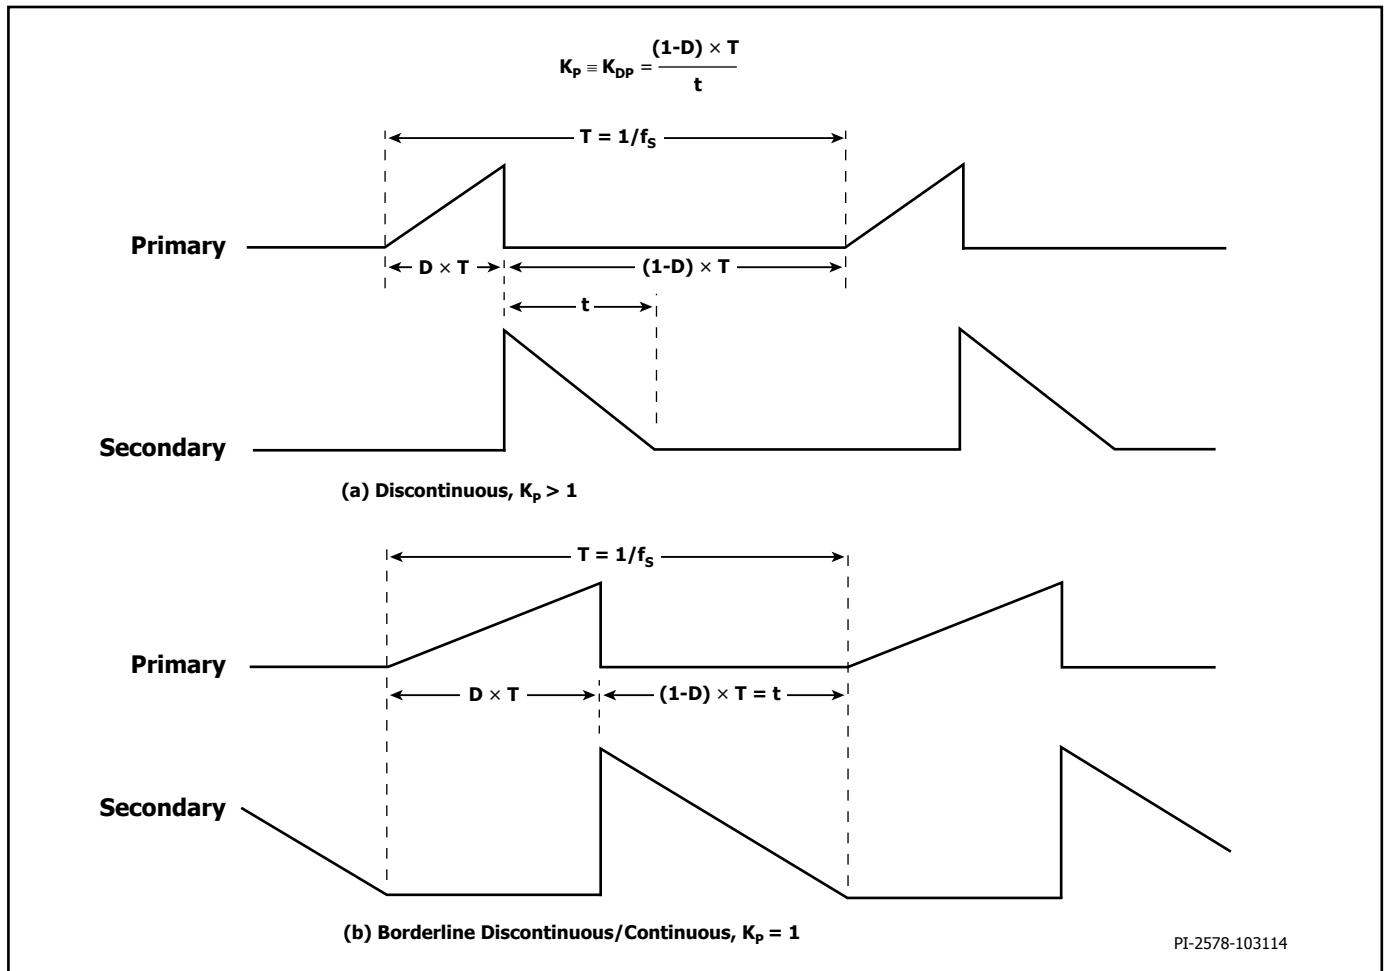 K_P ≡ K_DP = (1-D) × T / t
T = 1/f_S
Primary
D × T
(1-D) × T
t
Secondary
(a) Discontinuous, K_P > 1
T = 1/f_S
Primary
D × T
(1-D) × T = t
Secondary
(b) Borderline Discontinuous/Continuous, K_P = 1
PI-2578-103114